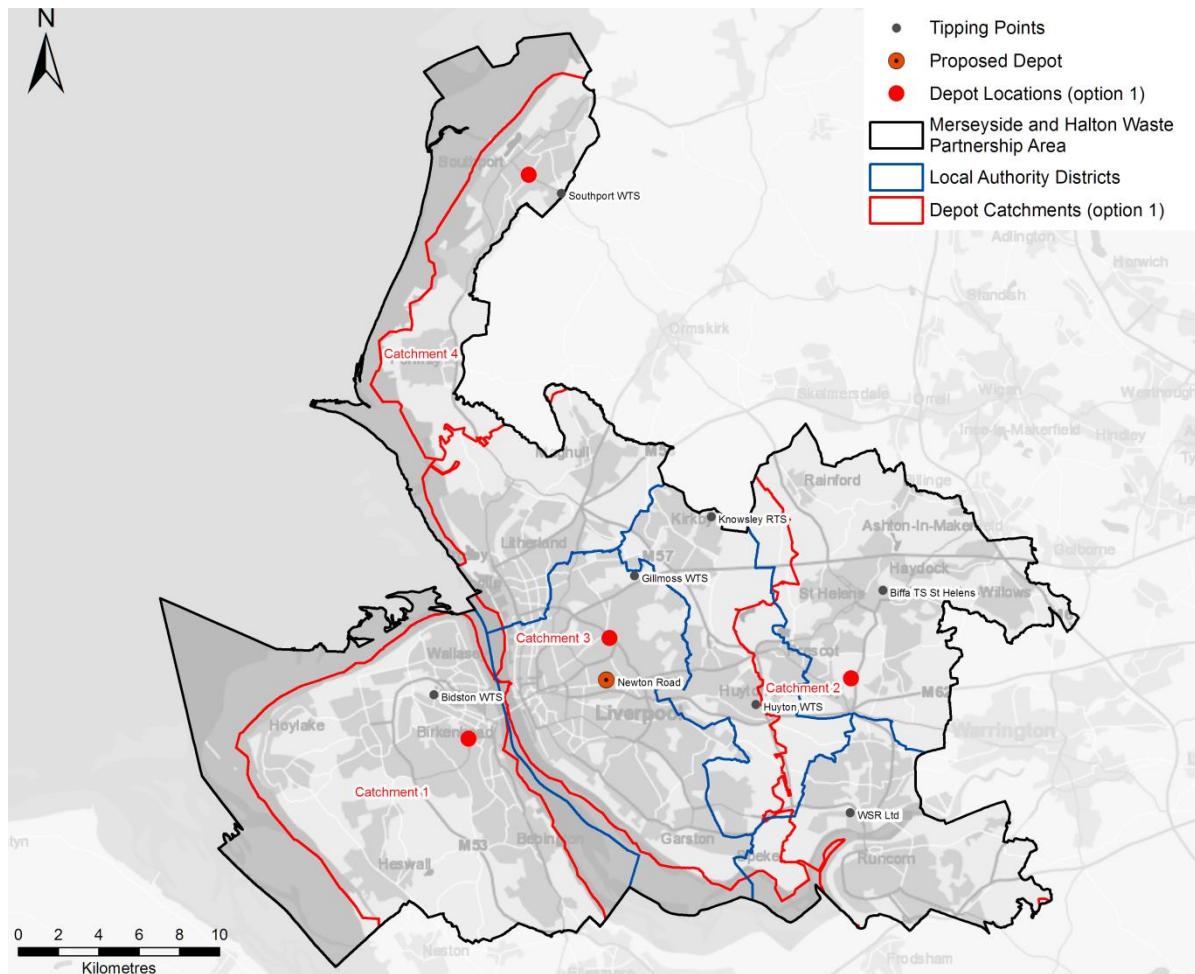 N
Tipping Points
Proposed Depot
Depot Locations (option 1)
Merseyside and Halton Waste
Partnership Area
Local Authority Districts
Depot Catchments (option 1)
Southport
Southport WTS
Adlington
Horwich
Standish
Ormskirk
Catchment 4
Skelmersdale
Orrell
Wigan
Westhoughton
Ince-in-Makerfield
Hindley
Maghull
Rainford
Kirkby
Knowsley RTS
Ashton-in-Makerfield
Litherland
M57
Golborne
Gillmoss WTS
Haydock
St Helens
Biffa TS St Helens
Willows
Catchment 3
Wallase
Newton Road
Huyton
Catchment 2
M62
Bidston WTS
Liverpool
Huyton WTS
Hoylake
Birkenhead
Warrington
Catchment 1
WSR Ltd
Bebington
Garston
M53
Speke
Runcorn
Heswall
0 2 4 6 8 10
Kilometres
Neston
Frodsham